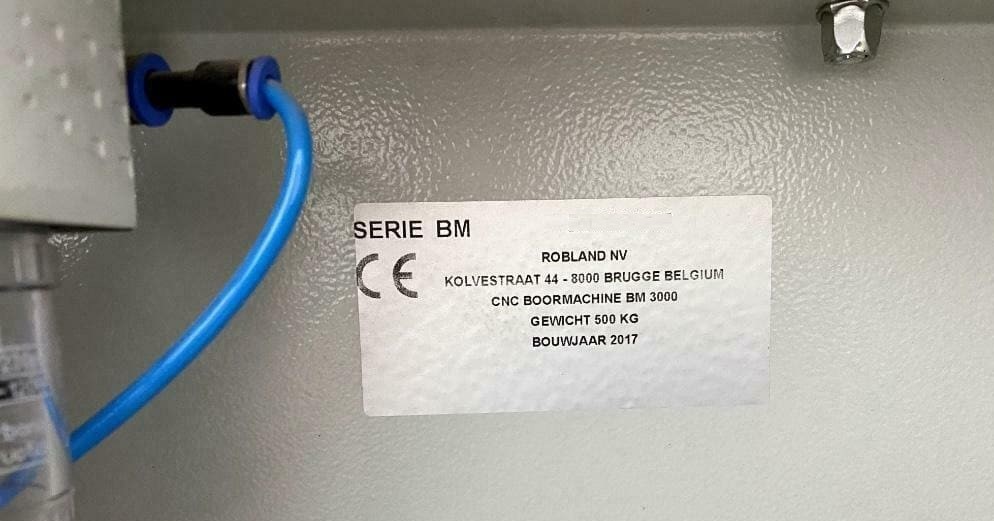 SERIE BM
CE
ROBLAND NV
KOLVESTRAAT 44 - 8000 BRUGGE BELGIUM
CNC BOORMACHINE BM 3000
GEWICHT 500 KG
BOUWJAAR 2017